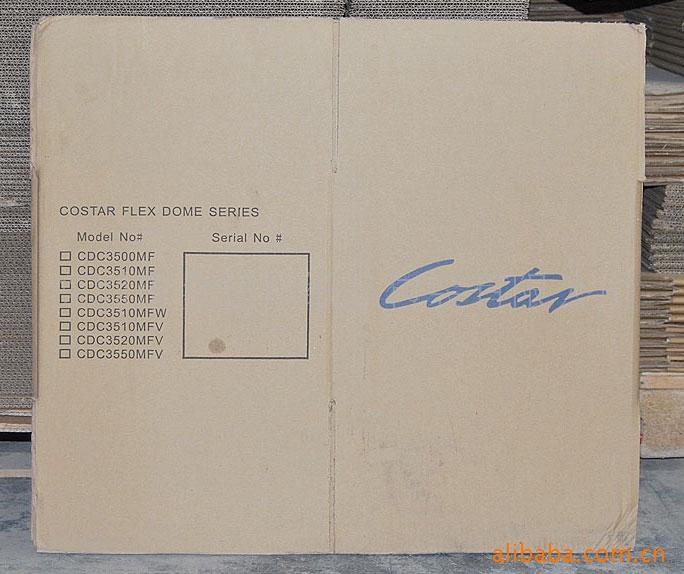 COSTAR FLEX DOME SERIES
Model No#
Serial No #
CDC3500MF
CDC3510MF
CDC3520MF
CDC3550MF
CDC3510MFW
CDC3510MFV
CDC3520MFV
CDC3550MFV
Costar
alibaba.com.cn